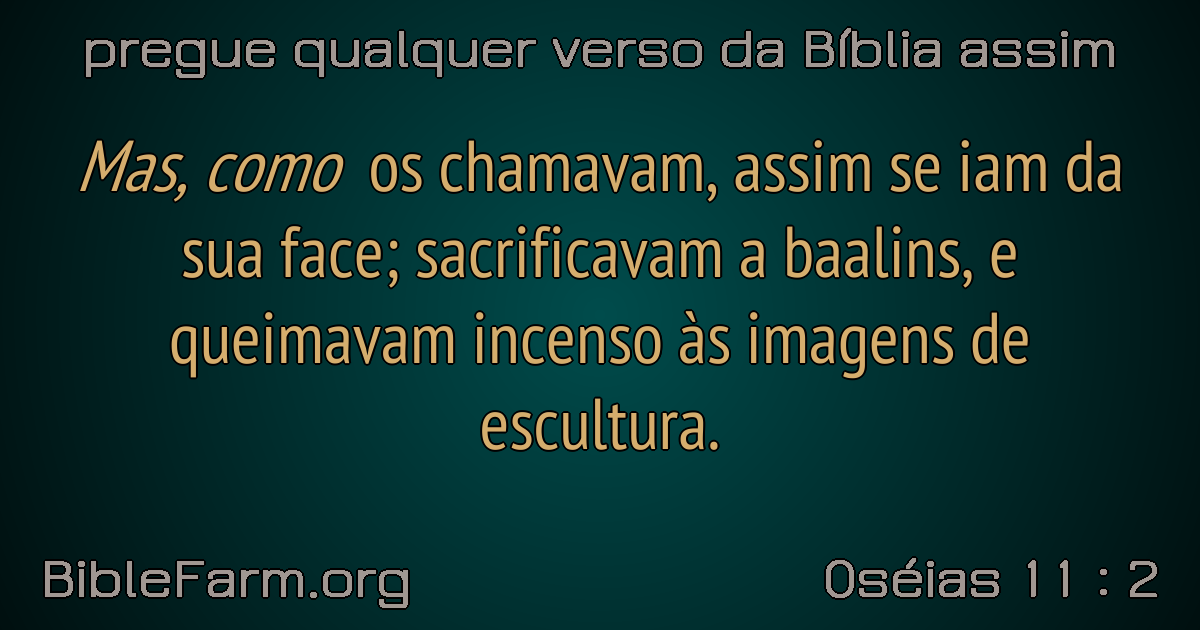 pregue qualquer verso da Bíblia assim
Mas, como os chamavam, assim se iam da
sua face; sacrificavam a baalins, e
queimavam incenso às imagens de
escultura.
BibleFarm.org
Oséias 11 : 2